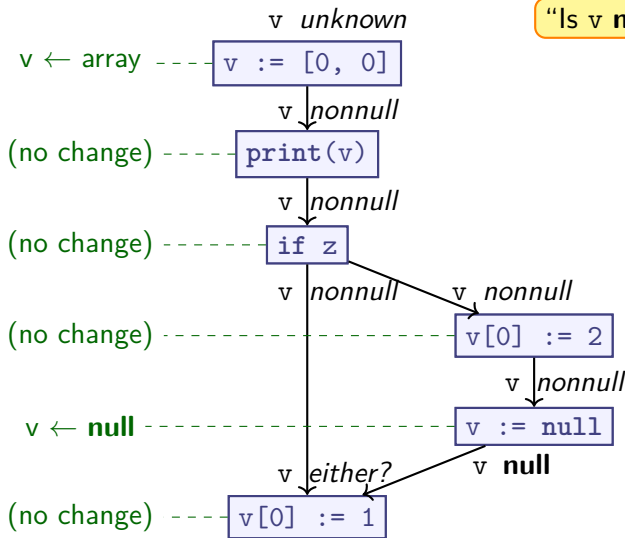 v unknown
"Is v
v ← array
v := [0, 0]
v nonnull
(no change)
print(v)
v nonnull
(no change)
if z
v nonnull
v nonnull
(no change)
v[0] := 2
v nonnull
v ← null
v := null
v either?
v null
(no change)
v[0] := 1